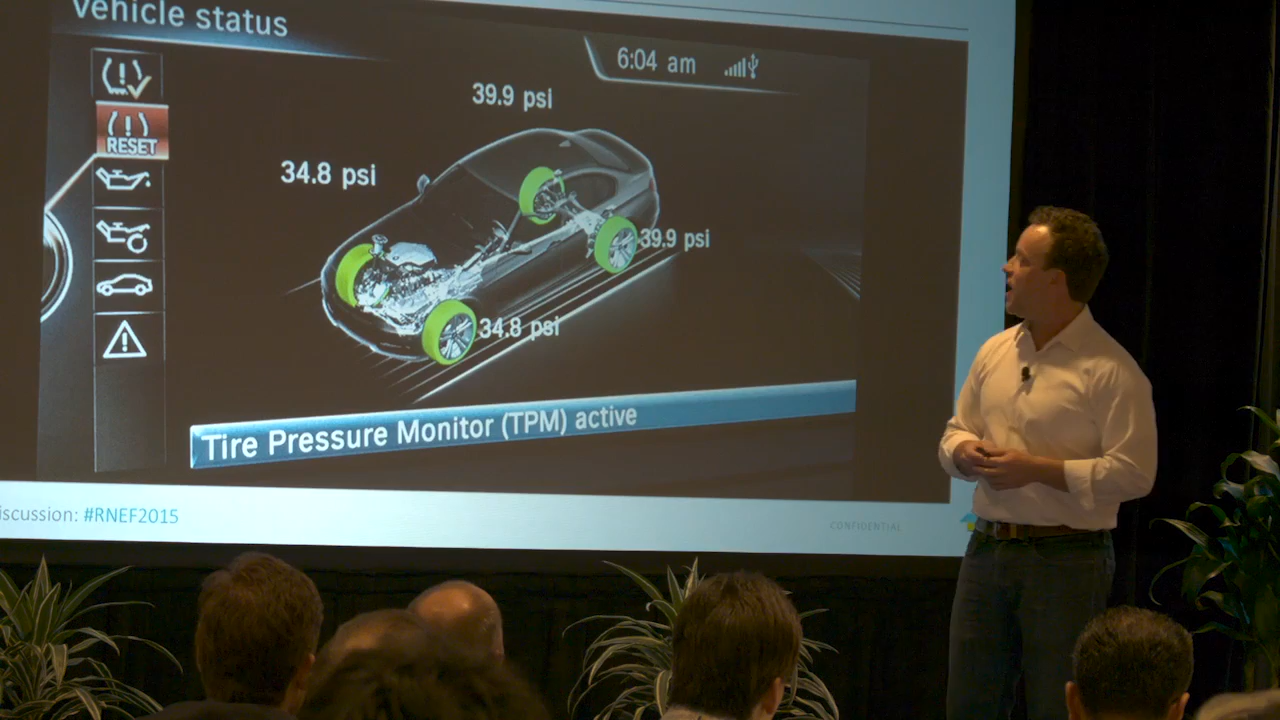 Vehicle status
6:04 am
39.9 psi
34.8 psi
RESET
39.9 psi
34.8 psi
Tire Pressure Monitor (TPM) active
iscussion: #RNEF2015
CONFIDENTIAL